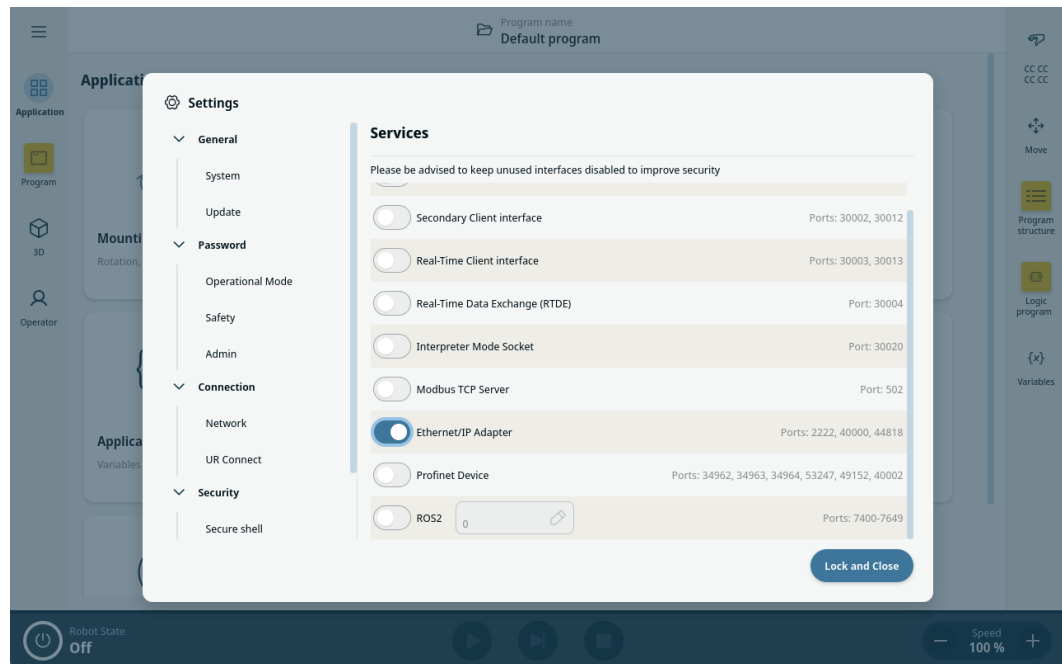 Program name
Default program
Application
Program
3D
Operator
Mounti
Rotation,
Applica
Variables
Settings
General
System
Update
Password
Operational Mode
Safety
Admin
Connection
Network
UR Connect
Security
Secure shell
Services
Please be advised to keep unused interfaces disabled to improve security
Secondary Client interface Ports: 30002, 30012
Real-Time Client interface Ports: 30003, 30013
Real-Time Data Exchange (RTDE) Port: 30004
Interpreter Mode Socket Port: 30020
Modbus TCP Server Port: 502
Ethernet/IP Adapter Ports: 2222, 40000, 44818
Profinet Device Ports: 34962, 34963, 34964, 53247, 49152, 40002
ROS2 0 Ports: 7400-7649
Lock and Close
CC CC
CC CC
Move
Program
structure
Logic
program
{x}
Variables
Robot State
Off
Speed
100 %